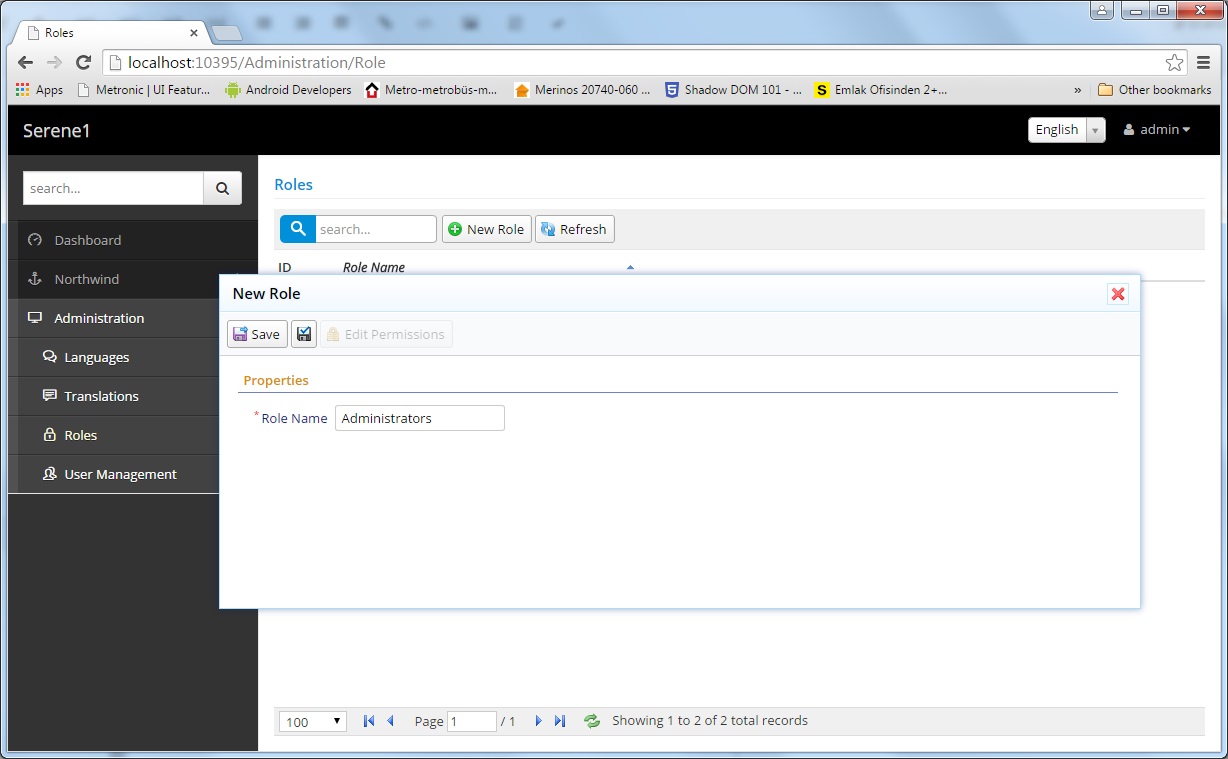 Roles
localhost:10395/Administration/Role
Apps Metronic | UI Featur... Android Developers Metro-metrobüs-m... Merinos 20740-060 ... Shadow DOM 101 - ... S Emlak Ofisinden 2+... » Other bookmarks
Serene1 English admin
search...
Roles
search... New Role Refresh
Dashboard
ID Role Name
Northwind
New Role
Administration
Save Edit Permissions
Languages
Properties
Translations
* Role Name Administrators
Roles
User Management
100 Page 1 / 1 Showing 1 to 2 of 2 total records